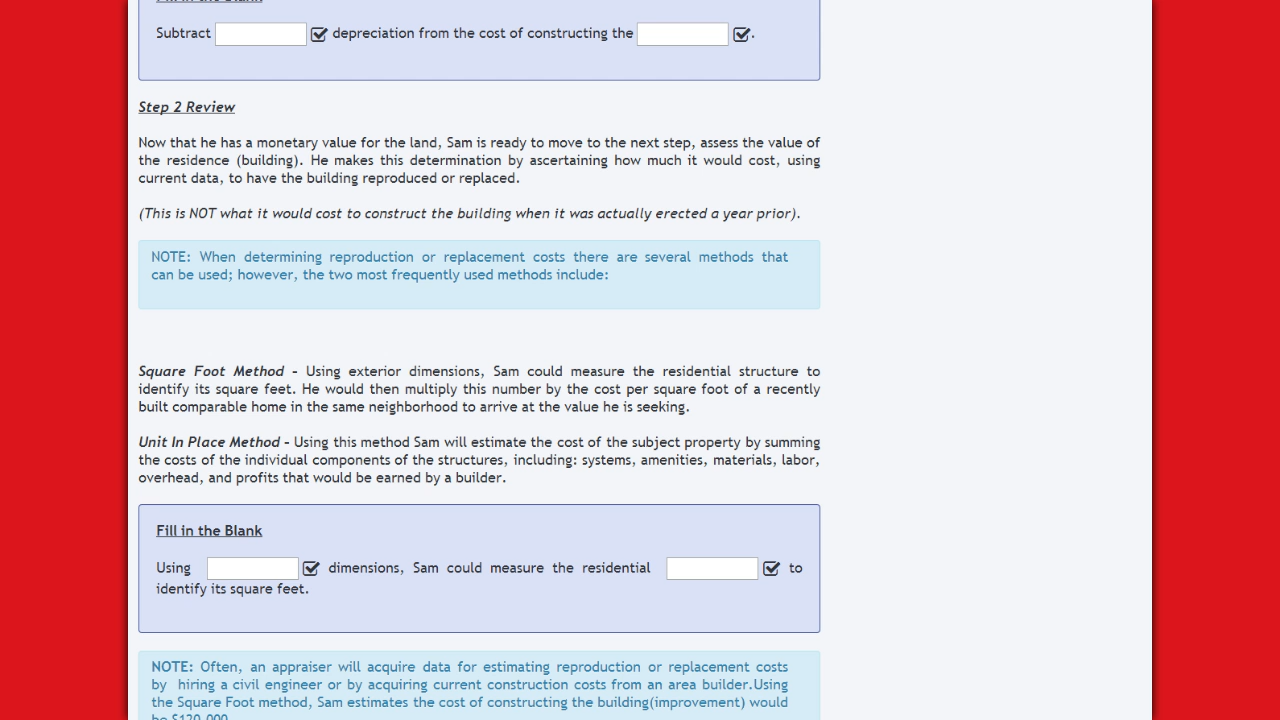 Fill in the Blank
Subtract depreciation from the cost of constructing the .
Step 2 Review
Now that he has a monetary value for the land, Sam is ready to move to the next step, assess the value of
the residence (building). He makes this determination by ascertaining how much it would cost, using
current data, to have the building reproduced or replaced.
(This is NOT what it would cost to construct the building when it was actually erected a year prior).
NOTE: When determining reproduction or replacement costs there are several methods that
can be used; however, the two most frequently used methods include:
Square Foot Method – Using exterior dimensions, Sam could measure the residential structure to
identify its square feet. He would then multiply this number by the cost per square foot of a recently
built comparable home in the same neighborhood to arrive at the value he is seeking.
Unit In Place Method – Using this method Sam will estimate the cost of the subject property by summing
the costs of the individual components of the structures, including: systems, amenities, materials, labor,
overhead, and profits that would be earned by a builder.
Fill in the Blank
Using dimensions, Sam could measure the residential to
identify its square feet.
NOTE: Often, an appraiser will acquire data for estimating reproduction or replacement costs
by hiring a civil engineer or by acquiring current construction costs from an area builder.Using
the Square Foot method, Sam estimates the cost of constructing the building(improvement) would
be $120,000